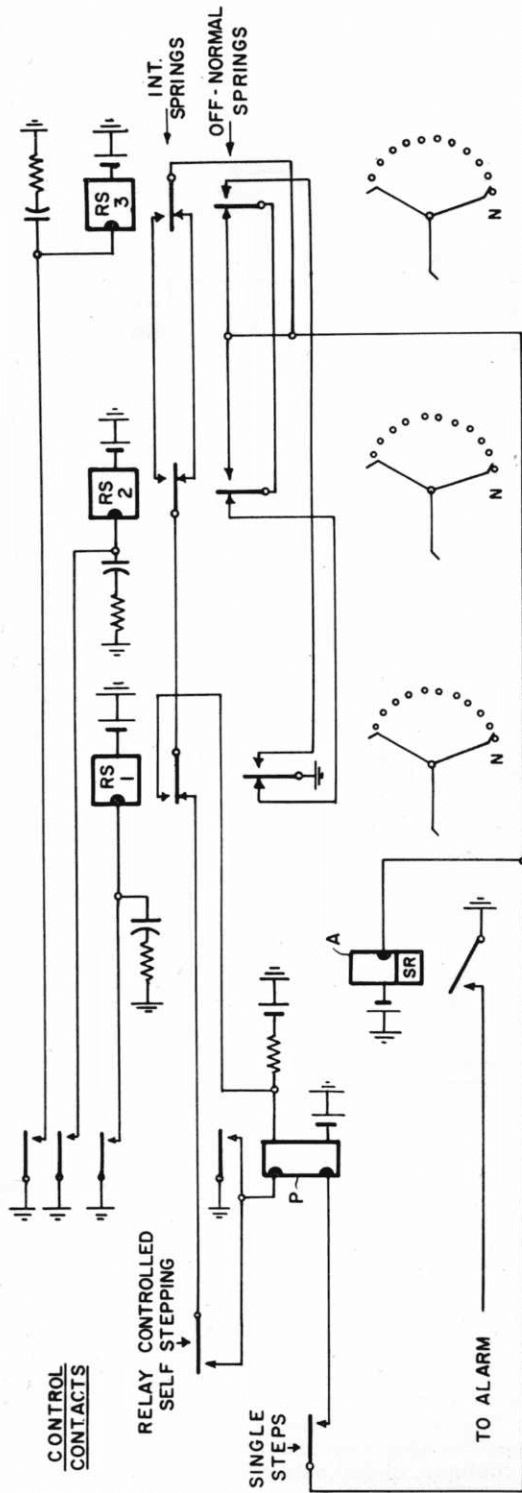 CONTROL
CONTACTS
RELAY CONTROLLED
SELF STEPPING
SINGLE
STEPS
TO ALARM
P
A
SR
RS
1
RS
2
RS
3
INT.
SPRINGS
OFF-NORMAL
SPRINGS
N
N
N